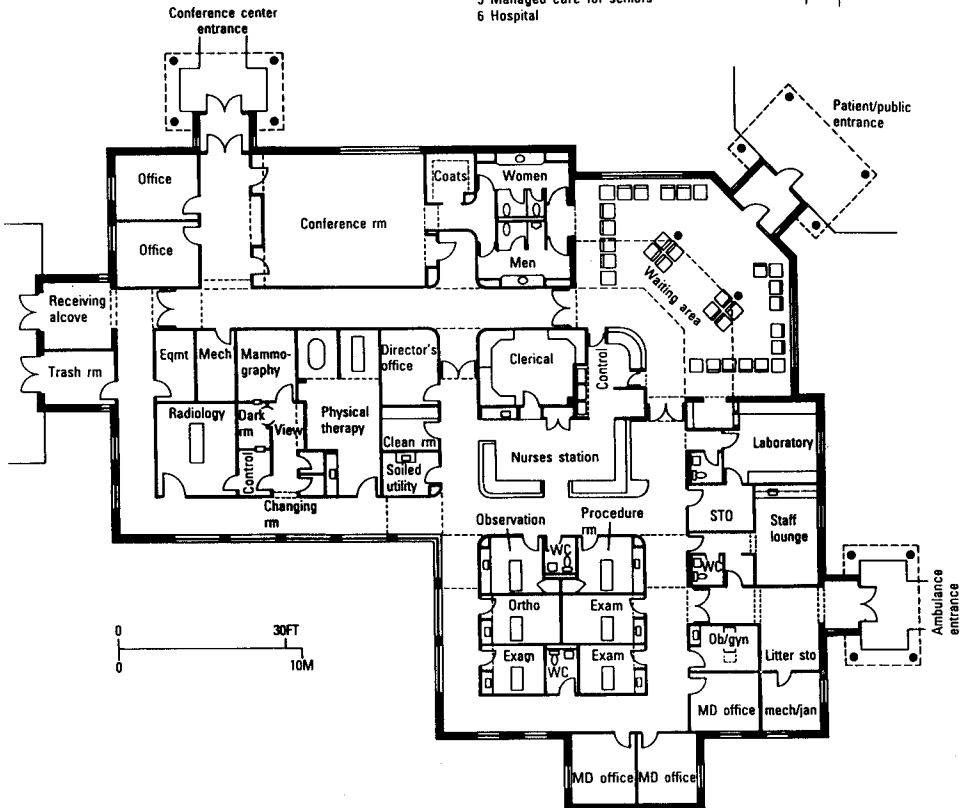 5 Managed care for seniors
6 Hospital
Conference center
entrance
Patient/public
entrance
Office
Conference rm
Coats
Women
Office
Men
Waiting area
Receiving
alcove
Trash rm
Eqmt
Mech
Mammo-
graphy
Director's
office
Clerical
Control
Radiology
Dark
rm
View
Physical
therapy
Clean rm
Laboratory
Control
Soiled
utility
Nurses station
Changing
rm
STO
Staff
lounge
Observation
Procedure
rm
WC
WC
Ambulance
entrance
Ortho
Exam
0
30FT
0
10M
Ob/gyn
Litter sto
Exam
WC
Exam
MD office
mech/jan
MD office
MD office